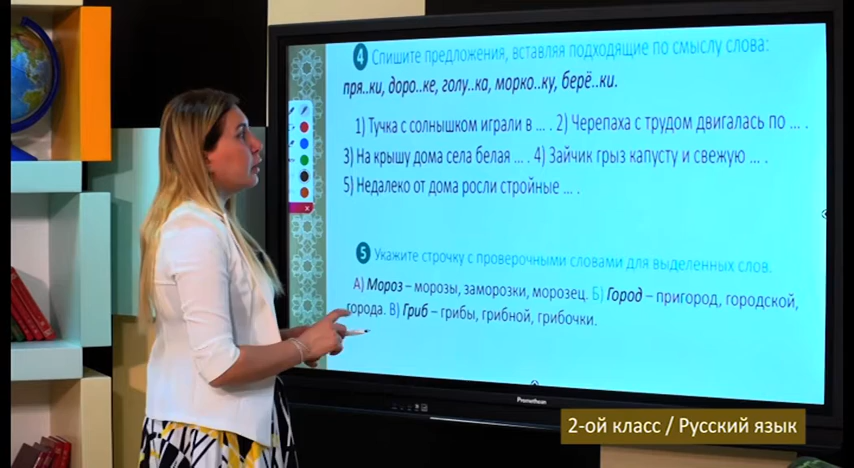 4 Спишите предложения, вставляя подходящие по смыслу слова:
пря..ки, доро..ке, голу..ка, морко..ку, берё..ки.
1) Тучка с солнышком играли в ... . 2) Черепаха с трудом двигалась по ... .
3) На крышу дома села белая ... . 4) Зайчик грыз капусту и свежую ... .
5) Недалеко от дома росли стройные ... .
5 Укажите строчку с проверочными словами для выделенных слов.
А) Мороз – морозы, заморозки, морозец. Б) Город – пригород, городской,
города. В) Гриб – грибы, грибной, грибочки.
Promethean
2-ой класс / Русский язык